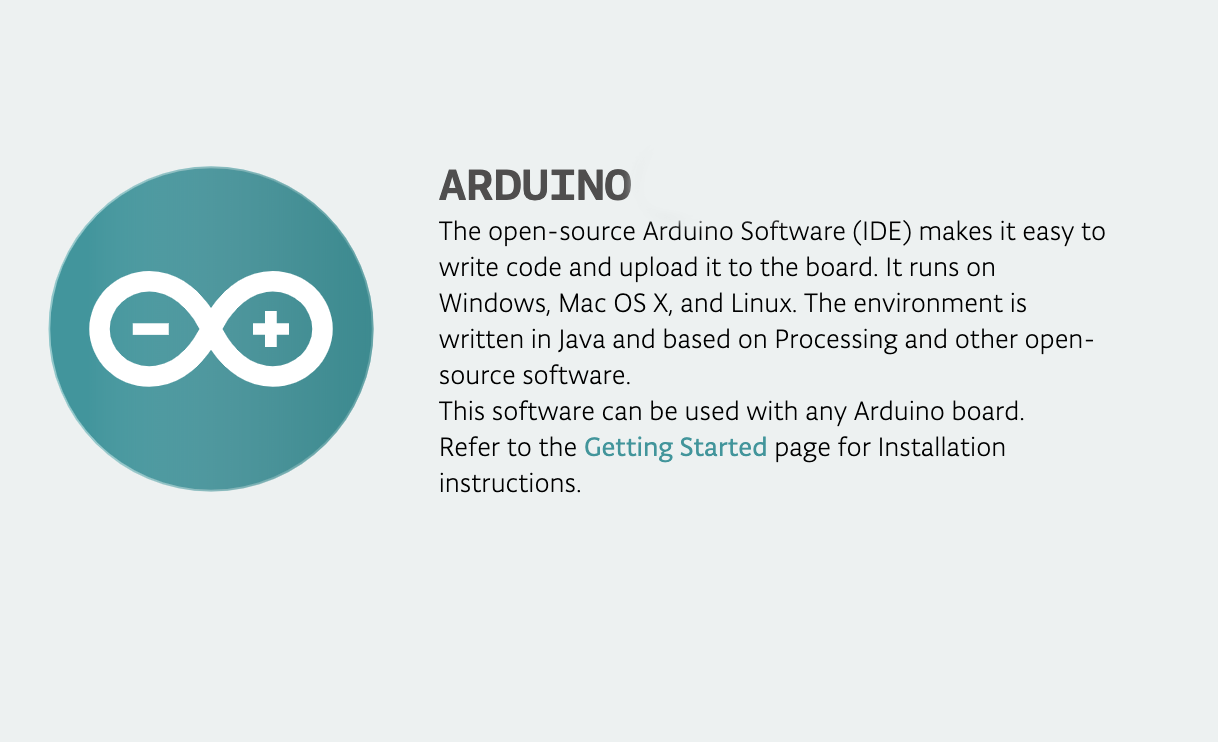 ARDUINO
The open-source Arduino Software (IDE) makes it easy to
write code and upload it to the board. It runs on
Windows, Mac OS X, and Linux. The environment is
written in Java and based on Processing and other open-
source software.
This software can be used with any Arduino board.
Refer to the Getting Started page for Installation
instructions.